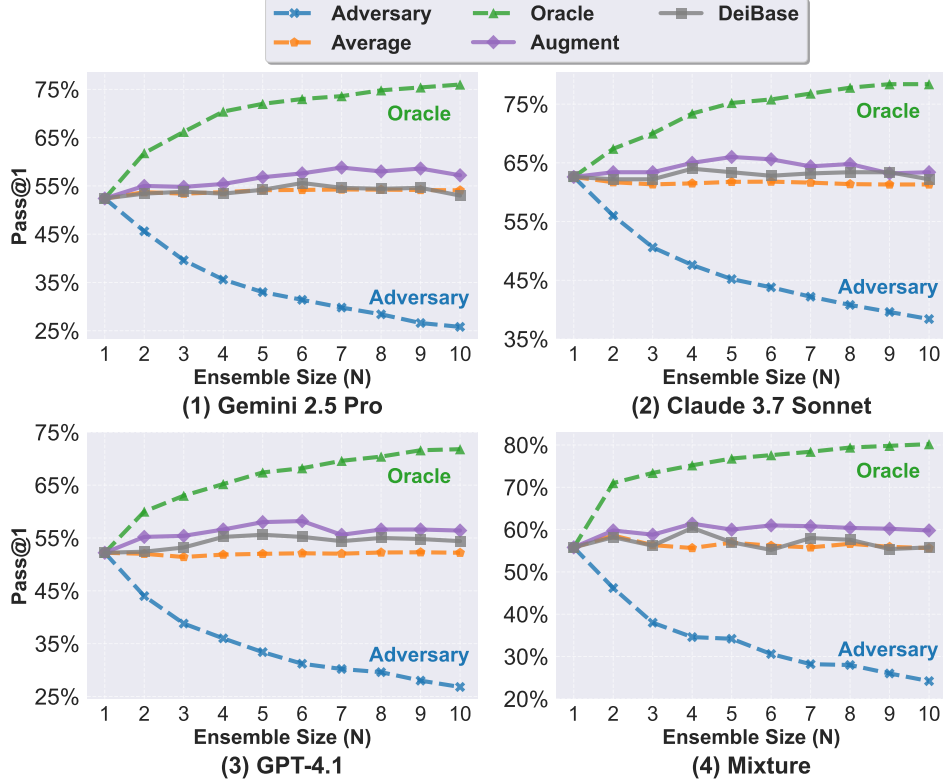 Adversary Oracle DeiBase
Average Augment
75%
65%
55%
45%
35%
25%
Pass@1
Oracle
Adversary
1 2 3 4 5 6 7 8 9 10
Ensemble Size (N)
(1) Gemini 2.5 Pro
75%
65%
55%
45%
35%
Oracle
Adversary
1 2 3 4 5 6 7 8 9 10
Ensemble Size (N)
(2) Claude 3.7 Sonnet
75%
65%
55%
45%
35%
25%
Pass@1
Oracle
Adversary
1 2 3 4 5 6 7 8 9 10
Ensemble Size (N)
(3) GPT-4.1
80%
70%
60%
50%
40%
30%
20%
Oracle
Adversary
1 2 3 4 5 6 7 8 9 10
Ensemble Size (N)
(4) Mixture